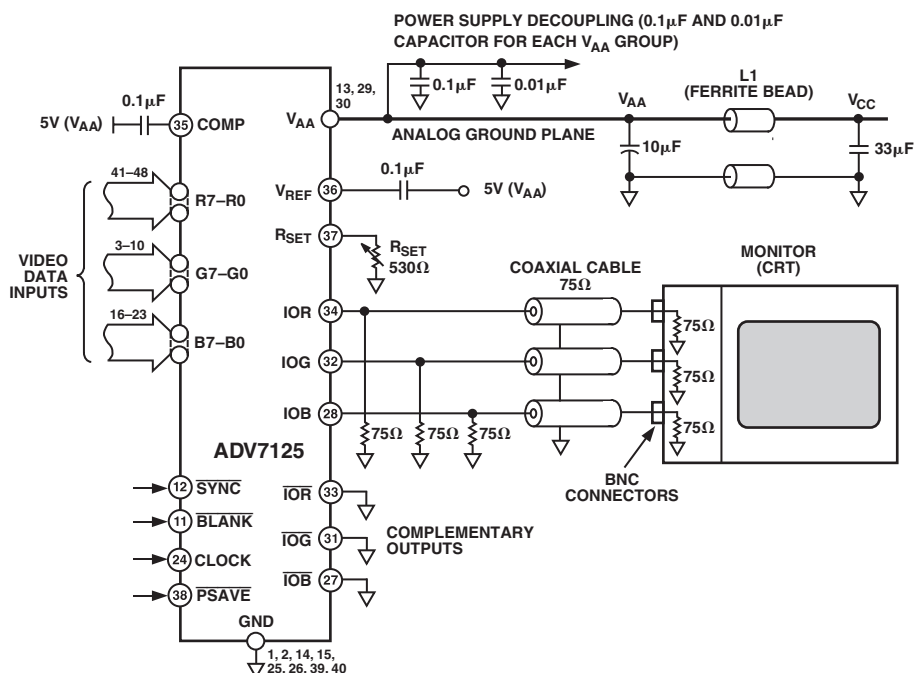 POWER SUPPLY DECOUPLING (0.1µF AND 0.01µF
CAPACITOR FOR EACH VAA GROUP)
0.1µF
0.01µF
L1
(FERRITE BEAD)
13, 29,
30
VAA
ANALOG GROUND PLANE
VAA
VCC
10µF
33µF
0.1µF
5V (VAA)
35
COMP
41–48
R7–R0
3–10
G7–G0
16–23
B7–B0
VIDEO
DATA
INPUTS
VREF
36
0.1µF
5V (VAA)
RSET
37
RSET
530Ω
COAXIAL CABLE
75Ω
MONITOR
(CRT)
IOR
34
75Ω
IOG
32
75Ω
IOB
28
75Ω
75Ω
75Ω
75Ω
ADV7125
BNC
CONNECTORS
12
SYNC
11
BLANK
24
CLOCK
38
PSAVE
IOR
33
IOG
31
IOB
27
COMPLEMENTARY
OUTPUTS
GND
1, 2, 14, 15,
25, 26, 39, 40